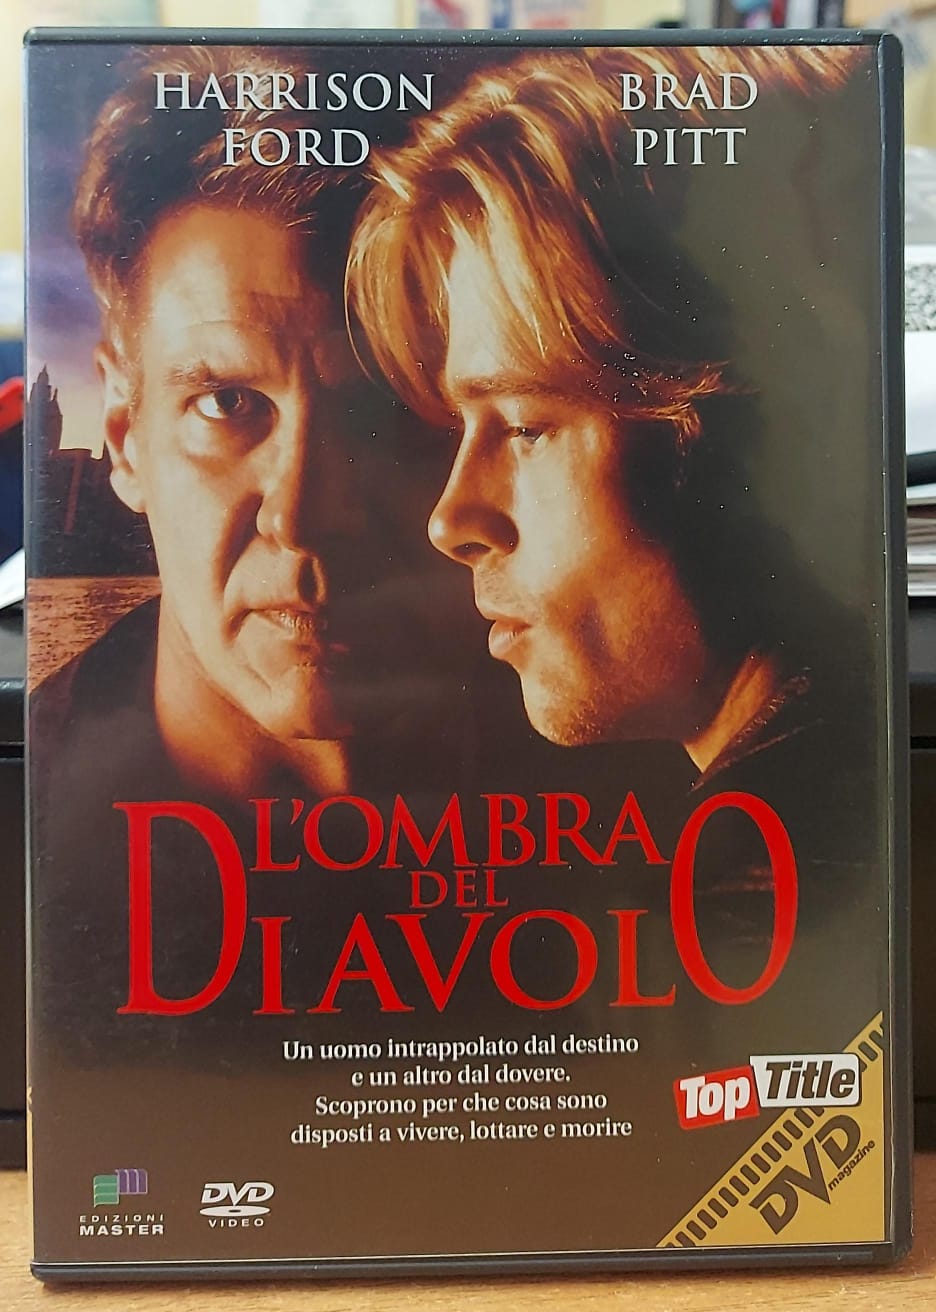 HARRISON
FORD
BRAD
PITT
L'OMBRA
DEL
DIAVOLO
Un uomo intrappolato dal destino
e un altro dal dovere.
Scoprono per che cosa sono
disposti a vivere, lottare e morire
Top Title
DVD
magazine
EDIZIONI
MASTER
DVD
VIDEO